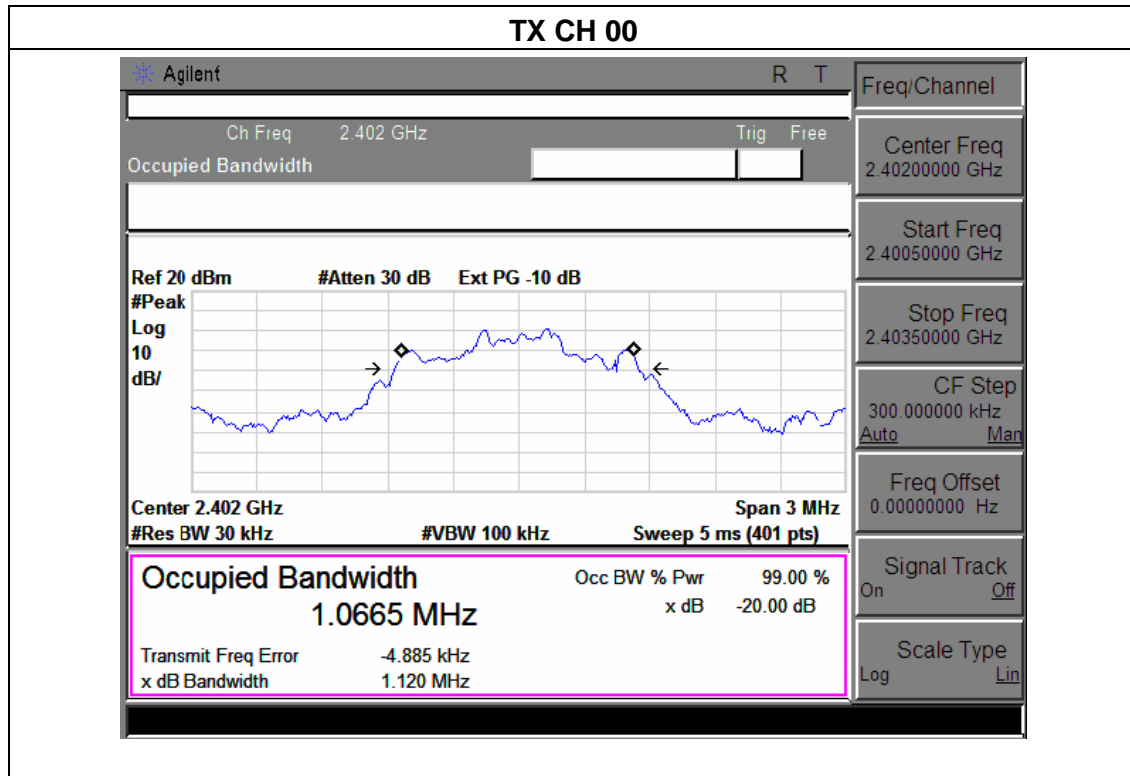 TX CH 00
Agilent R T
Ch Freq 2.402 GHz Trig Free
Occupied Bandwidth
Ref 20 dBm #Atten 30 dB Ext PG -10 dB
#Peak
Log
10
dB/
Center 2.402 GHz Span 3 MHz
#Res BW 30 kHz #VBW 100 kHz Sweep 5 ms (401 pts)
Occupied Bandwidth Occ BW % Pwr 99.00 %
1.0665 MHz x dB -20.00 dB
Transmit Freq Error -4.885 kHz
x dB Bandwidth 1.120 MHz
Freq/Channel
Center Freq
2.40200000 GHz
Start Freq
2.40050000 GHz
Stop Freq
2.40350000 GHz
CF Step
300.000000 kHz
Auto Man
Freq Offset
0.00000000 Hz
Signal Track
On Off
Scale Type
Log Lin